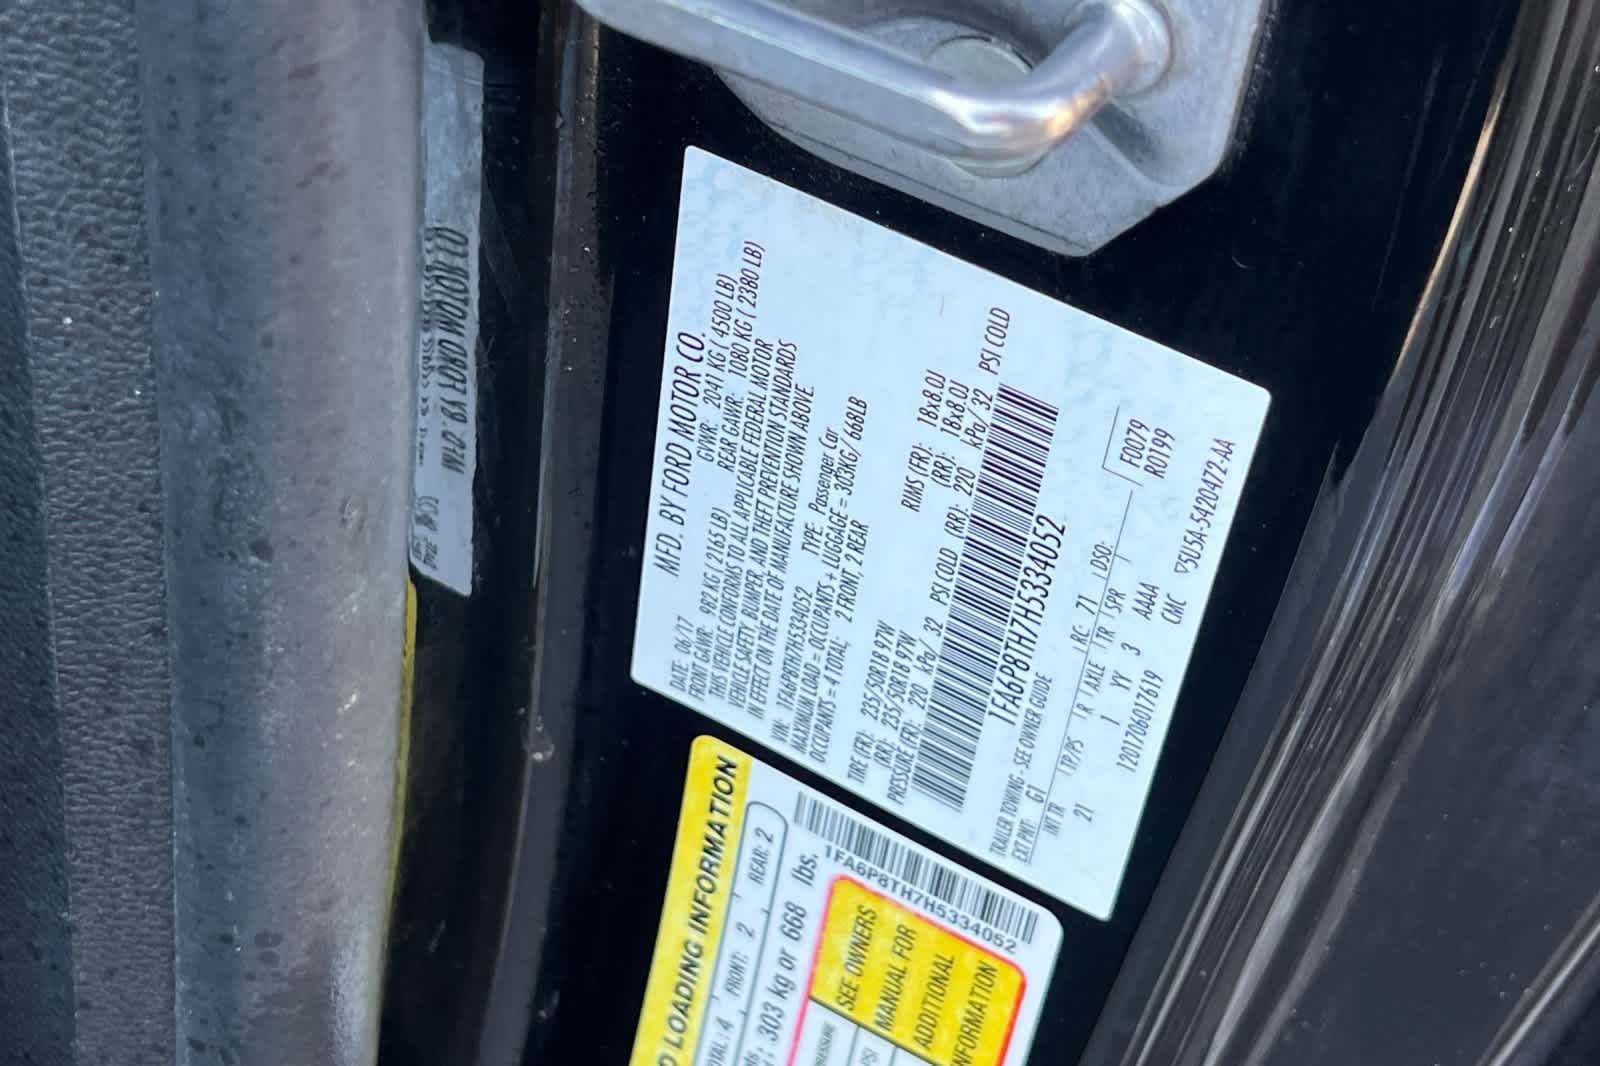 MFD. BY FORD MOTOR CO.
DATE: 06/17 GVWR: 2041 KG ( 4500 LB)
FRONT GAWR: 982 KG ( 2165 LB) REAR GAWR: 1080 KG ( 2380 LB)
THIS VEHICLE CONFORMS TO ALL APPLICABLE FEDERAL MOTOR
VEHICLE SAFETY, BUMPER, AND THEFT PREVENTION STANDARDS
IN EFFECT ON THE DATE OF MANUFACTURE SHOWN ABOVE.
VIN: 1FA6P8TH7H5334052 TYPE: Passenger Car
MAXIMUM LOAD = OCCUPANTS + LUGGAGE = 303KG/ 668LB
OCCUPANTS = 4 TOTAL: 2 FRONT, 2 REAR
TIRE (FR): 235/50R18 97W RIMS (FR): 18x8.0J
(RR): 235/50R18 97W (RR): 18x8.0J
PRESSURE (FR): 220 kPa/ 32 PSI COLD (RR): 220 kPa/ 32 PSI COLD
1FA6P8TH7H5334052
TRAILER TOWING - SEE OWNER GUIDE
EXT PNT: G1 RC: 71 DSO: F0079
INT TR TP/PS R AXLE TR SPR R0199
21 1 YY 3 AAAA
1201706017619 CMC
5U5A-5420472-AA
LOADING INFORMATION
4 FRONT: 2 REAR: 2
303 kg or 668 lbs.
1FA6P8TH7H5334052
SEE OWNERS
MANUAL FOR
ADDITIONAL
INFORMATION
PSI
MFD. BY FORD MOTOR CO.